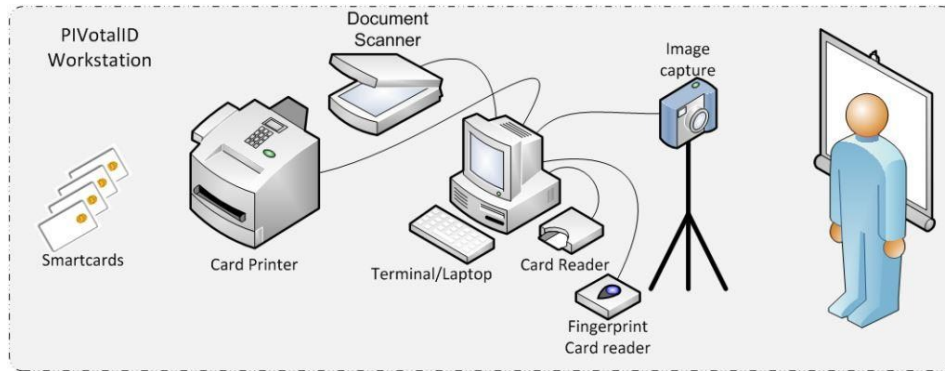 PIVotalID
Workstation
Document
Scanner
Image
capture
Smartcards
Card Printer
Terminal/Laptop
Card Reader
Fingerprint
Card reader